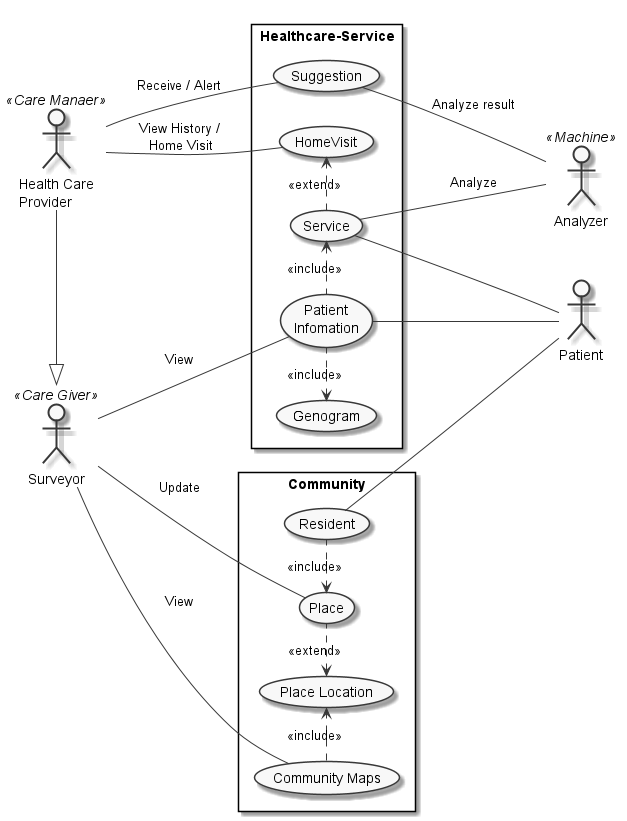 Healthcare-Service
Suggestion
Receive / Alert
Analyze result
«Care Manaer»
Health Care
Provider
View History /
Home Visit
HomeVisit
«Machine»
Analyzer
«extend»
Analyze
Service
«include»
Patient
Infomation
Patient
View
«include»
«Care Giver»
Surveyor
Genogram
Community
Update
Resident
«include»
View
Place
«extend»
Place Location
«include»
Community Maps